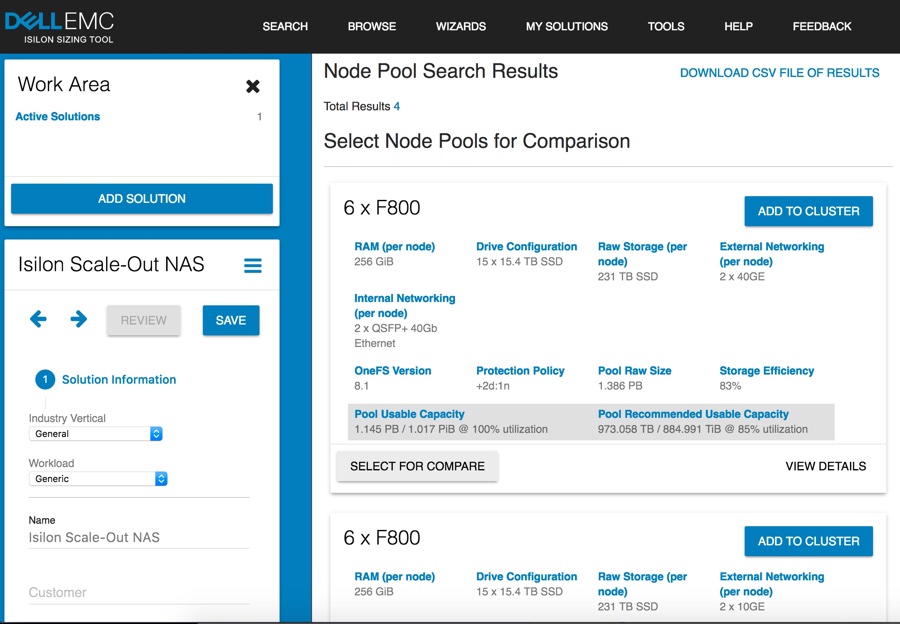 DELL EMC
ISILON SIZING TOOL
SEARCH
BROWSE
WIZARDS
MY SOLUTIONS
TOOLS
HELP
FEEDBACK
Work Area
Active Solutions 1
ADD SOLUTION
Isilon Scale-Out NAS
REVIEW
SAVE
1 Solution Information
Industry Vertical
General
Workload
Generic
Name
Isilon Scale-Out NAS
Customer
Node Pool Search Results
DOWNLOAD CSV FILE OF RESULTS
Total Results 4
Select Node Pools for Comparison
6 x F800
ADD TO CLUSTER
RAM (per node)
256 GiB
Drive Configuration
15 x 15.4 TB SSD
Raw Storage (per
node)
231 TB SSD
External Networking
(per node)
2 x 40GE
Internal Networking
(per node)
2 x QSFP+ 40Gb
Ethernet
OneFS Version
8.1
Protection Policy
+2d:1n
Pool Raw Size
1.386 PB
Storage Efficiency
83%
Pool Usable Capacity
1.145 PB / 1.017 PiB @ 100% utilization
Pool Recommended Usable Capacity
973.058 TB / 884.991 TiB @ 85% utilization
SELECT FOR COMPARE
VIEW DETAILS
6 x F800
ADD TO CLUSTER
RAM (per node)
256 GiB
Drive Configuration
15 x 15.4 TB SSD
Raw Storage (per
node)
231 TB SSD
External Networking
(per node)
2 x 10GE